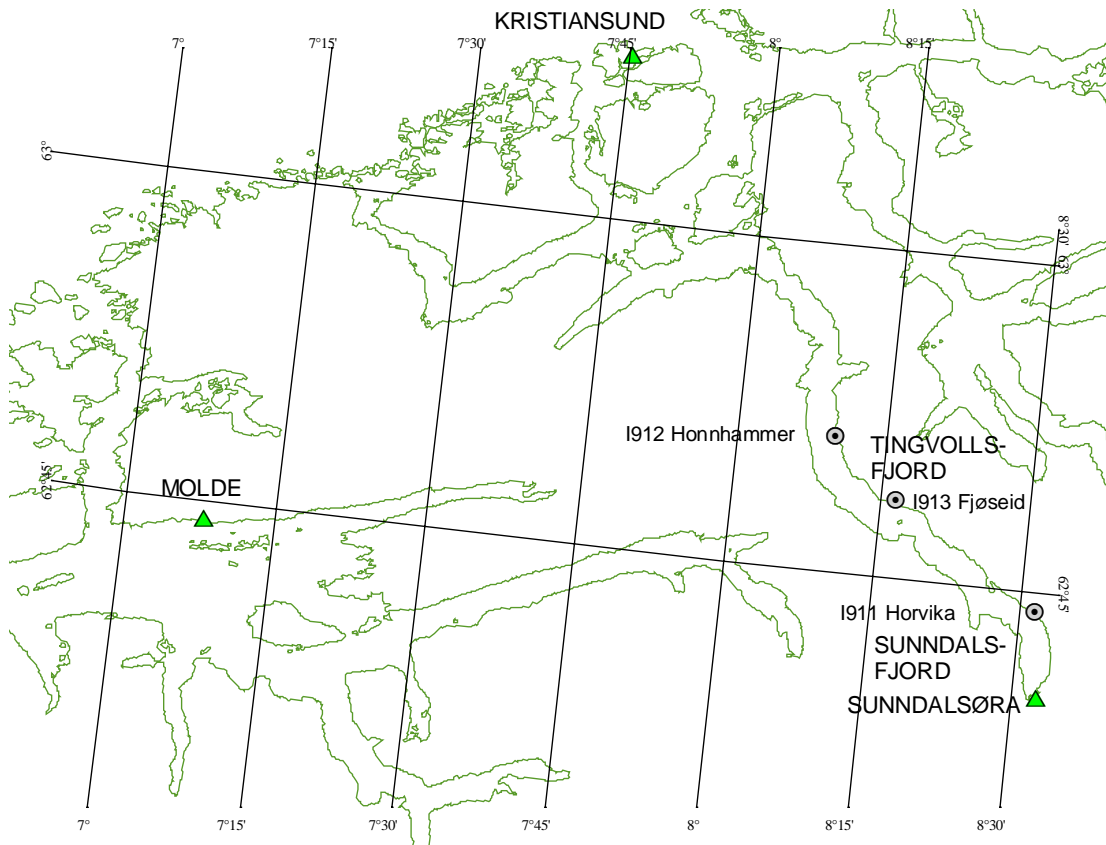 KRISTIANSUND
7°
7°15'
7°30'
7°45'
8°
8°15'
63°
8°30'
63°
I912 Honnhammer
TINGVOLLS-
FJORD
62°45'
MOLDE
I913 Fjøseid
62°45'
I911 Horvika
SUNNDALS-
FJORD
SUNNDALSØRA
7°
7°15'
7°30'
7°45'
8°
8°15'
8°30'